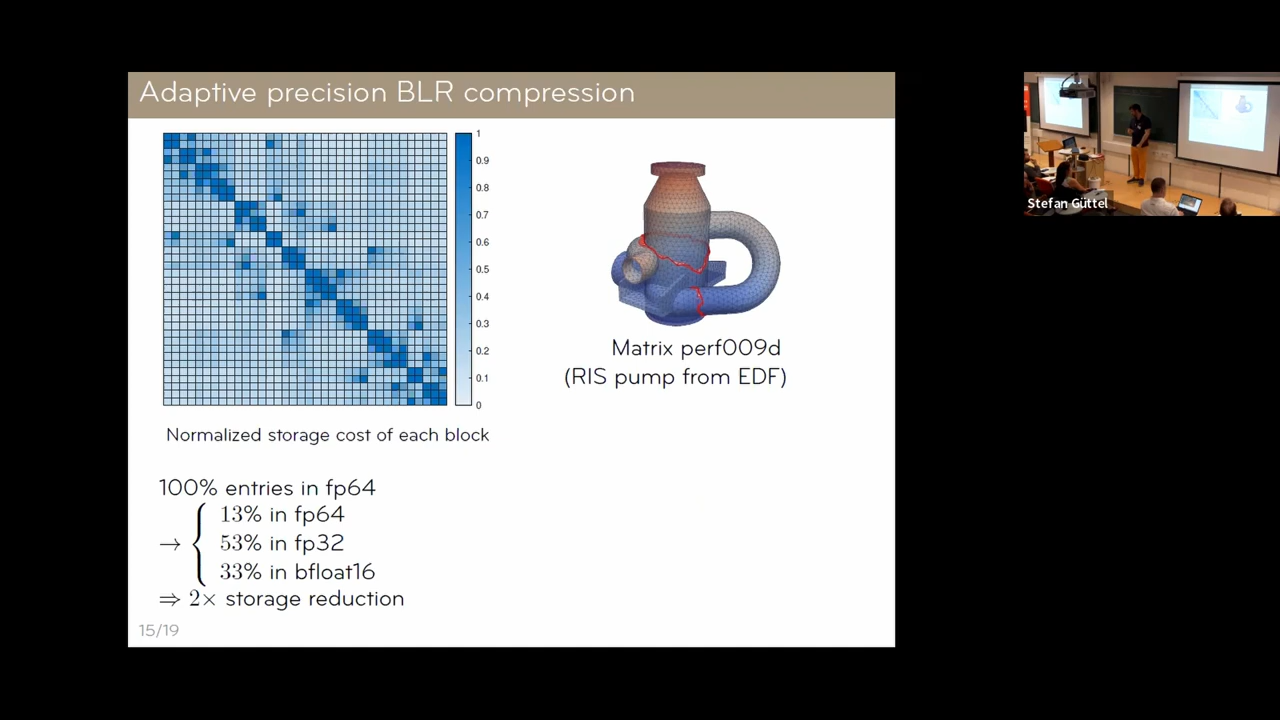 Adaptive precision BLR compression
1
0.9
0.8
0.7
0.6
0.5
0.4
0.3
0.2
0.1
0
Normalized storage cost of each block
Matrix perf009d
(RIS pump from EDF)
100% entries in fp64
→ { 13% in fp64
53% in fp32
33% in bfloat16
⇒ 2× storage reduction
15/19
Stefan Güttel